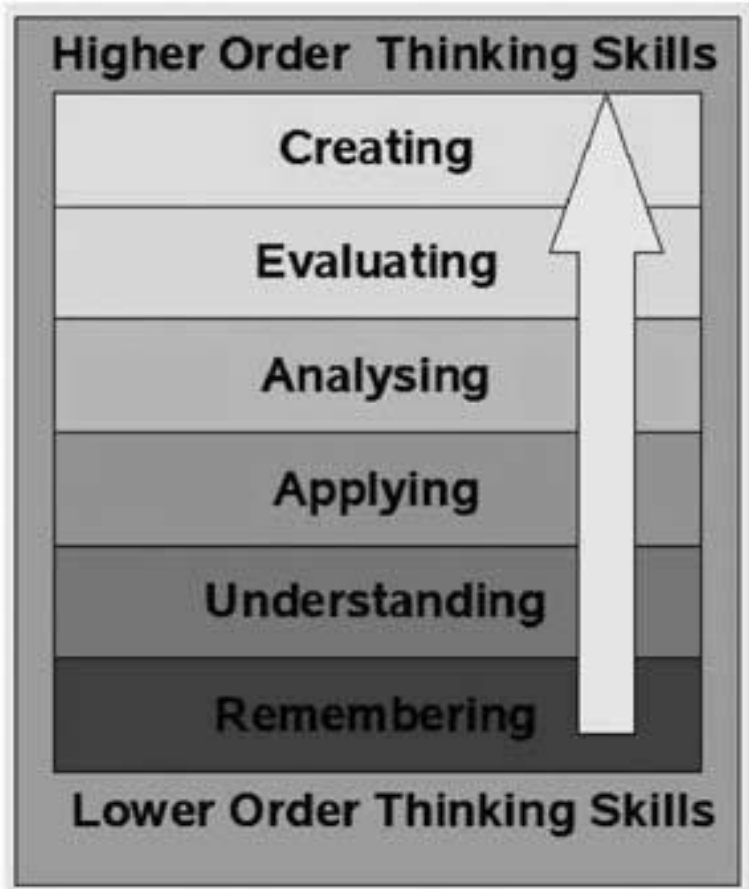 Higher Order Thinking Skills
Creating
Evaluating
Analysing
Applying
Understanding
Remembering
Lower Order Thinking Skills